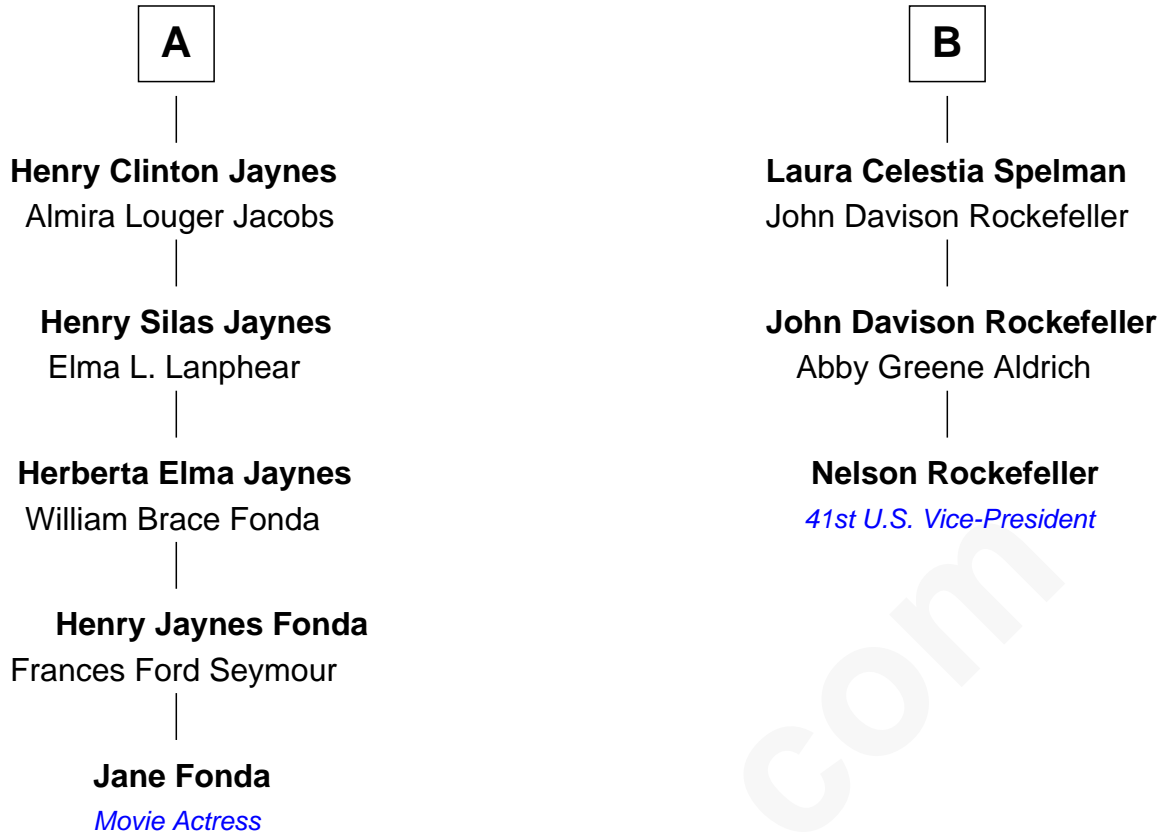 A
Henry Clinton Jaynes
Almira Louger Jacobs
Henry Silas Jaynes
Elma L. Lanphear
Herberta Elma Jaynes
William Brace Fonda
Henry Jaynes Fonda
Frances Ford Seymour
Jane Fonda
Movie Actress
B
Laura Celestia Spelman
John Davison Rockefeller
John Davison Rockefeller
Abby Greene Aldrich
Nelson Rockefeller
41st U.S. Vice-President
com